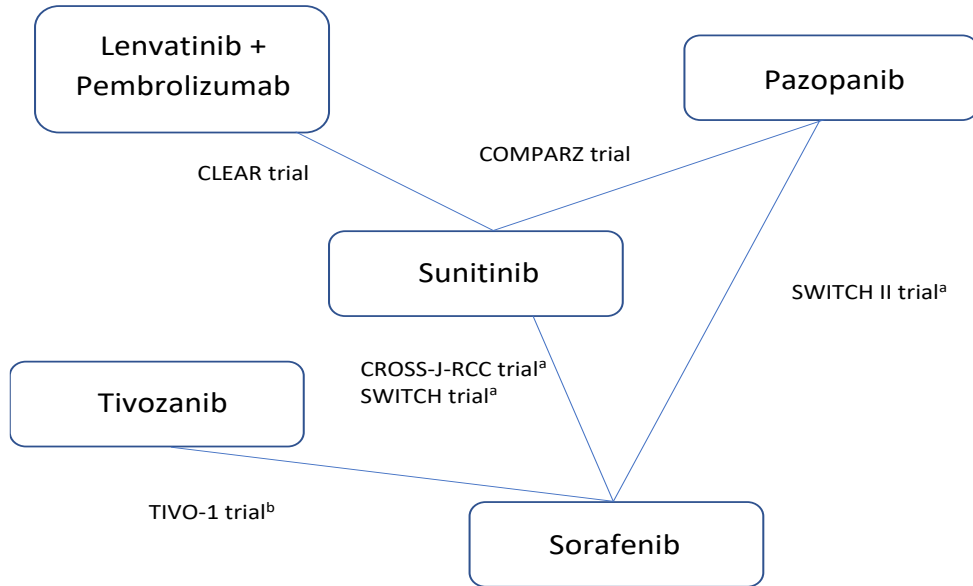 Lenvatinib +
Pembrolizumab
Pazopanib
CLEAR trial
COMPARZ trial
Sunitinib
SWITCH II trialᵃ
CROSS-J-RCC trialᵃ
SWITCH trialᵃ
Tivozanib
TIVO-1 trialᵇ
Sorafenib